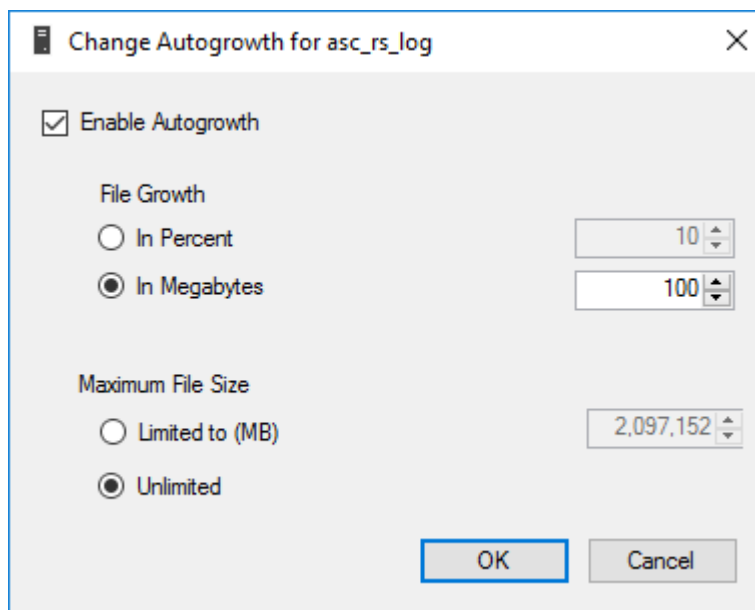 Change Autogrowth for asc_rs_log
Enable Autogrowth
File Growth
In Percent 10
In Megabytes 100
Maximum File Size
Limited to (MB) 2,097,152
Unlimited
OK Cancel